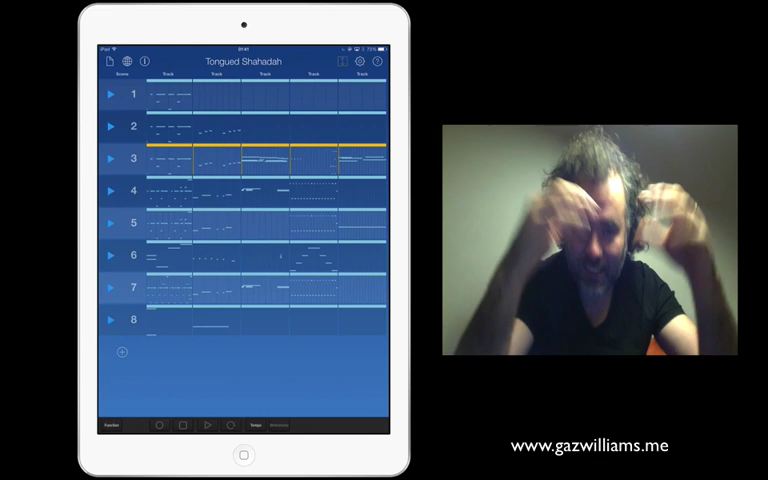 iPad
01:41
73%
Tongued Shahadah
Scene Track Track Track Track Track
1
2
3
4
5
6
7
8
Function Tempo Metronome
www.gazwilliams.me